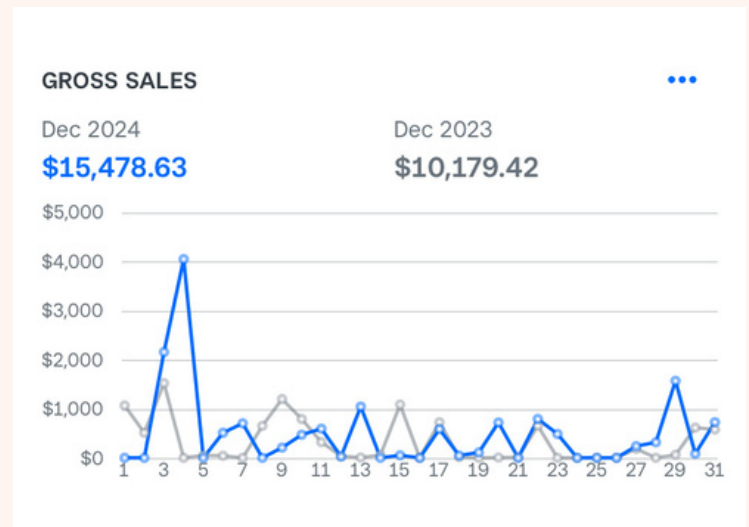 GROSS SALES
Dec 2024 Dec 2023
$15,478.63 $10,179.42
$5,000
$4,000
$3,000
$2,000
$1,000
$0
1 3 5 7 9 11 13 15 17 19 21 23 25 27 29 31